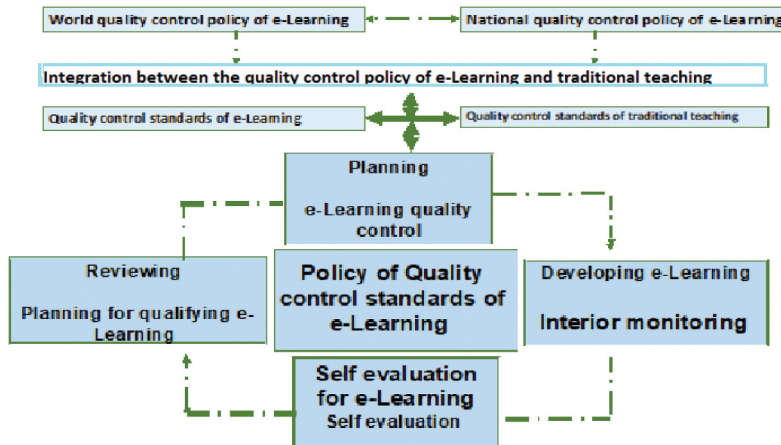 World quality control policy of e-Learning
National quality control policy of e-Learning
Integration between the quality control policy of e-Learning and traditional teaching
Quality control standards of e-Learning
Quality control standards of traditional teaching
Planning
e-Learning quality
control
Reviewing
Planning for qualifying e-
Learning
Policy of Quality
control standards of
e-Learning
Developing e-Learning
Interior monitoring
Self evaluation
for e-Learning
Self evaluation